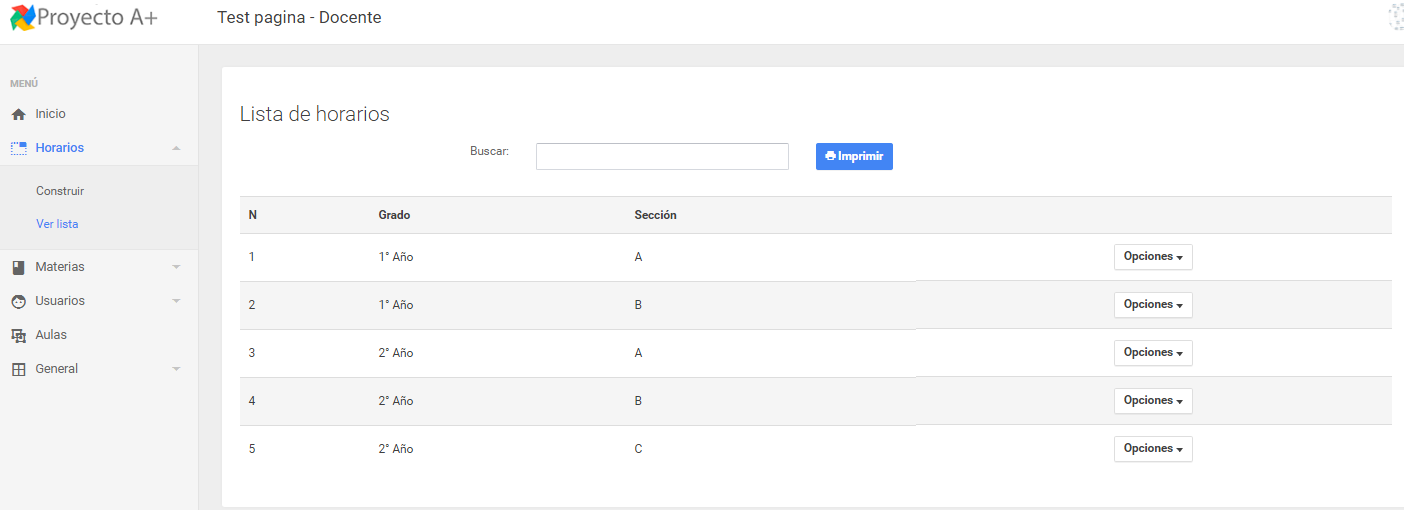 Proyecto A+
Test pagina - Docente
MENÚ
Inicio
Horarios
Construir
Ver lista
Materias
Usuarios
Aulas
General
Lista de horarios
Buscar:
Imprimir
N Grado Sección
1 1° Año A Opciones
2 1° Año B Opciones
3 2° Año A Opciones
4 2° Año B Opciones
5 2° Año C Opciones